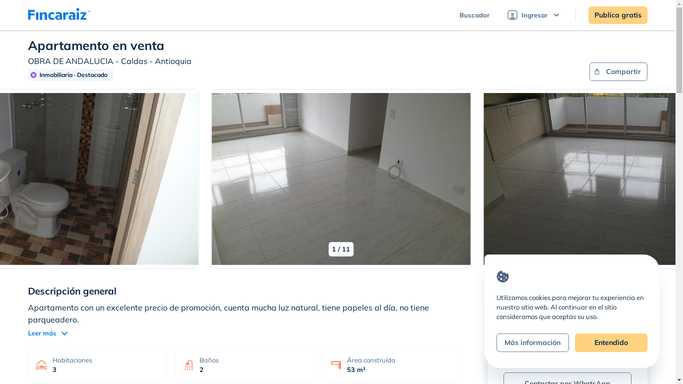 Fincaraiz
Buscador
Ingresar
Publica gratis
Apartamento en venta
OBRA DE ANDALUCIA - Caldas - Antioquia
Inmobiliaria - Destacado
Compartir
1 / 11
Descripción general
Apartamento con un excelente precio de promoción, cuenta mucha luz natural, tiene papeles al día, no tiene
parqueadero.
Leer más
Habitaciones
3
Baños
2
Área construída
53 m²
Utilizamos cookies para mejorar tu experiencia en
nuestro sitio web. Al continuar en el sitio
consideramos que aceptas su uso.
Más información
Entendido
Contactar por WhatsApp